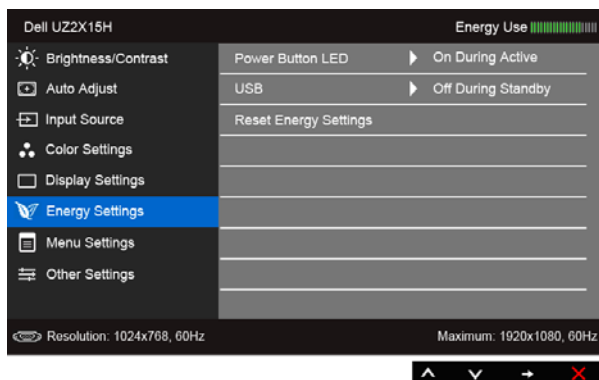 Dell UZ2X15H Energy Use
Brightness/Contrast Power Button LED On During Active
Auto Adjust USB Off During Standby
Input Source Reset Energy Settings
Color Settings
Display Settings
Energy Settings
Menu Settings
Other Settings
Resolution: 1024x768, 60Hz Maximum: 1920x1080, 60Hz